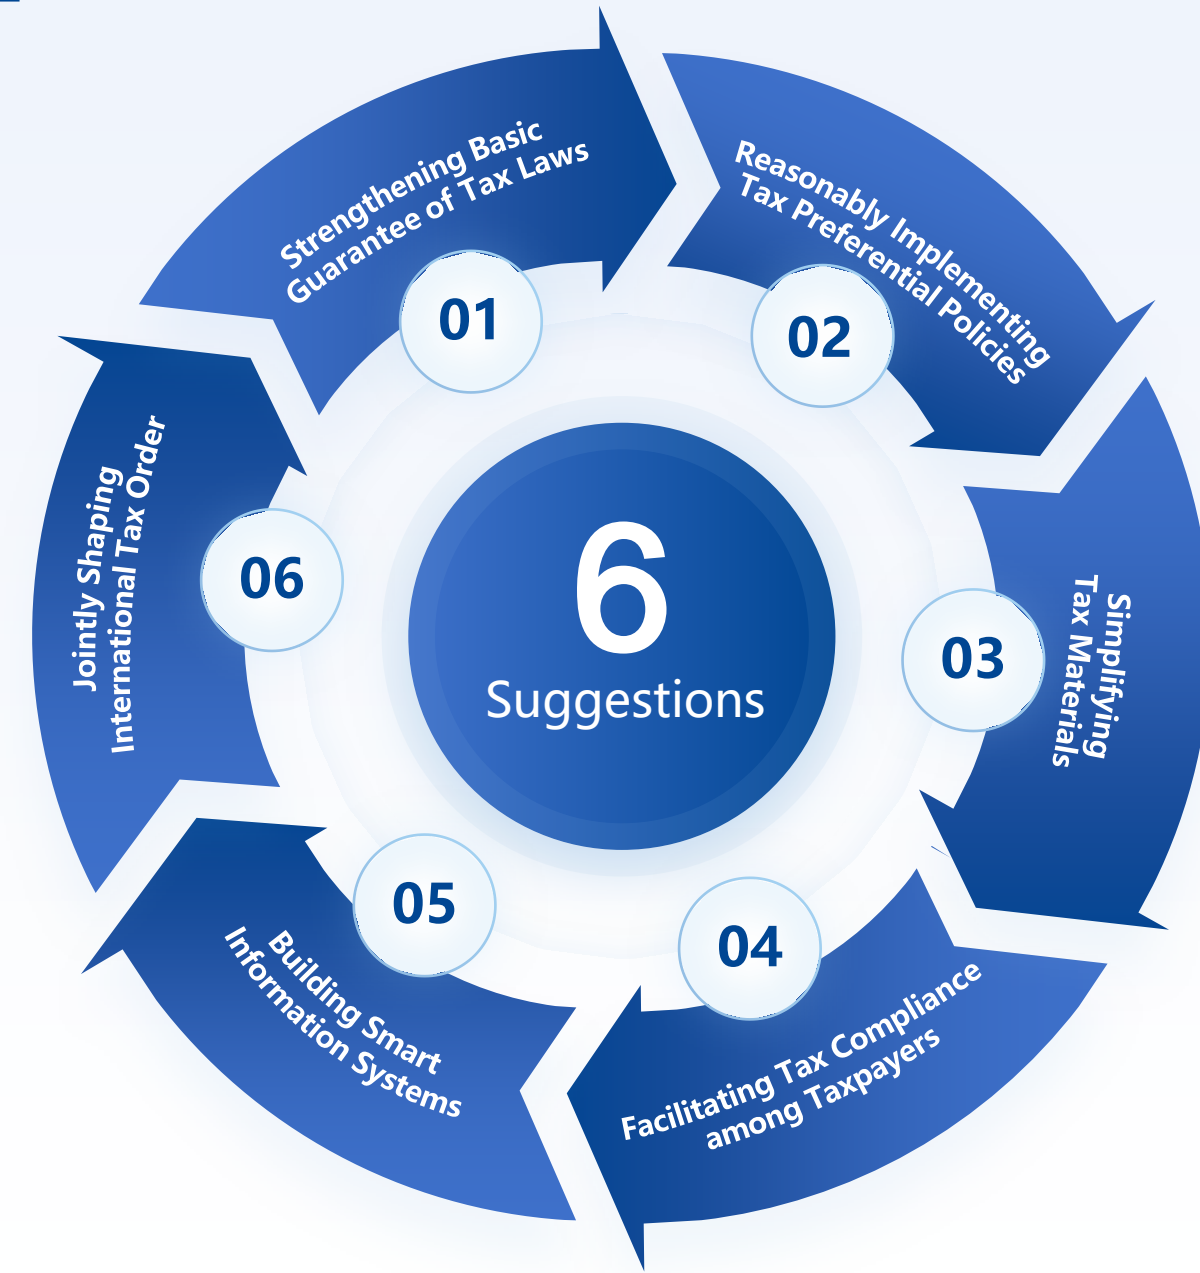 6
Suggestions
01
Strengthening Basic
Guarantee of Tax Laws
02
Reasonably Implementing
Tax Preferential Policies
03
Simplifying
Tax Materials
04
Facilitating Tax Compliance
among Taxpayers
05
Building Smart
Information Systems
06
Jointly Shaping
International Tax Order